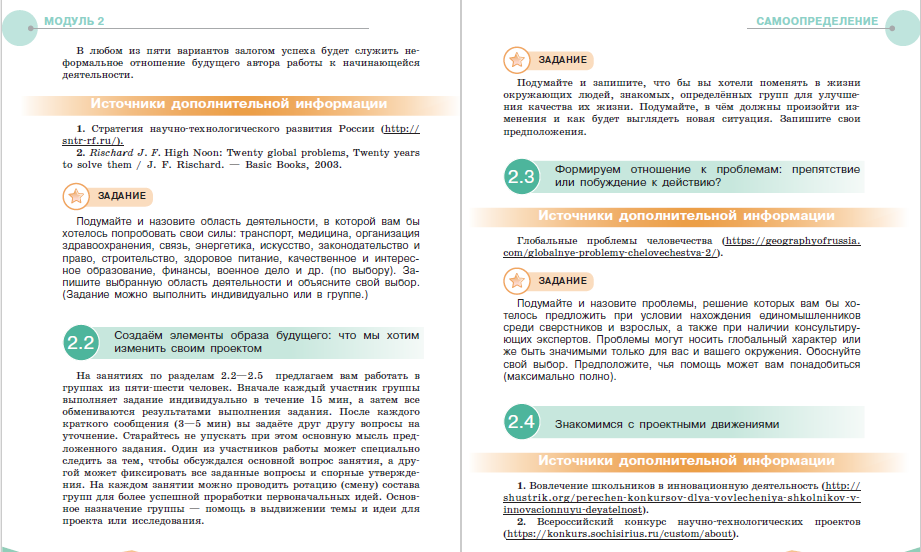 МОДУЛЬ 2
В любом из пяти вариантов залогом успеха будет служить не-
формальное отношение будущего автора работы к начинающейся
деятельности.
Источники дополнительной информации
1. Стратегия научно-технологического развития России (http://
sntr-rf.ru/).
2. Rischard J. F. High Noon: Twenty global problems, Twenty years
to solve them / J. F. Rischard. — Basic Books, 2003.
ЗАДАНИЕ
Подумайте и назовите область деятельности, в которой вам бы
хотелось попробовать свои силы: транспорт, медицина, организация
здравоохранения, связь, энергетика, искусство, законодательство и
право, строительство, здоровое питание, качественное и интерес-
ное образование, финансы, военное дело и др. (по выбору). За-
пишите выбранную область деятельности и объясните свой выбор.
(Задание можно выполнить индивидуально или в группе.)
2.2
Создаём элементы образа будущего: что мы хотим
изменить своим проектом
На занятиях по разделам 2.2—2.5 предлагаем вам работать в
группах из пяти-шести человек. Вначале каждый участник группы
выполняет задание индивидуально в течение 15 мин, а затем все
обмениваются результатами выполнения задания. После каждого
краткого сообщения (3—5 мин) вы задаёте друг другу вопросы на
уточнение. Старайтесь не упускать при этом основную мысль пред-
ложенного задания. Один из участников работы может специально
следить за тем, чтобы обсуждался основной вопрос занятия, а дру-
гой может фиксировать все заданные вопросы и спорные утвержде-
ния. На каждом занятии можно проводить ротацию (смену) состава
групп для более успешной проработки первоначальных идей. Основ-
ное назначение группы — помощь в выдвижении темы и идеи для
проекта или исследования.
САМООПРЕДЕЛЕНИЕ
ЗАДАНИЕ
Подумайте и запишите, что бы вы хотели поменять в жизни
окружающих людей, знакомых, определённых групп для улучше-
ния качества их жизни. Подумайте, в чём должны произойти из-
менения и как будет выглядеть новая ситуация. Запишите свои
предположения.
2.3
Формируем отношение к проблемам: препятствие
или побуждение к действию?
Источники дополнительной информации
Глобальные проблемы человечества (https://geographyofrussia.
com/globalnye-problemy-chelovechestva-2/).
ЗАДАНИЕ
Подумайте и назовите проблемы, решение которых вам бы хо-
телось предложить при условии нахождения единомышленников
среди сверстников и взрослых, а также при наличии консультиру-
ющих экспертов. Проблемы могут носить глобальный характер или
же быть значимыми только для вас и вашего окружения. Обоснуйте
свой выбор. Предположите, чья помощь может вам понадобиться
(максимально полно).
2.4
Знакомимся с проектными движениями
Источники дополнительной информации
1. Вовлечение школьников в инновационную деятельность (http://
shustrik.org/perechen-konkursov-dlya-vovlecheniya-shkolnikov-v-
innovacionnuyu-deyatelnost).
2. Всероссийский конкурс научно-технологических проектов
(https://konkurs.sochisirius.ru/custom/about).